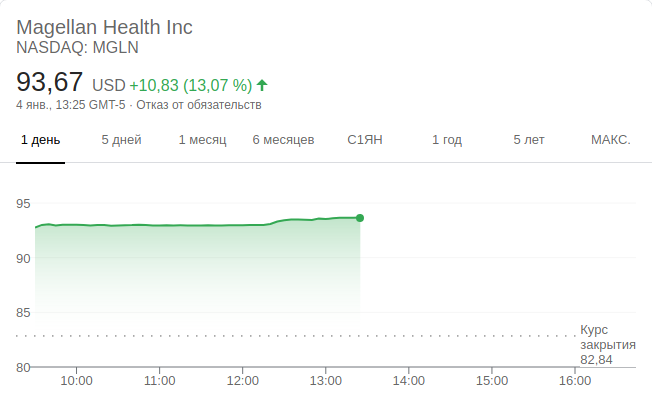 Magellan Health Inc
NASDAQ: MGLN
93,67 USD +10,83 (13,07 %)
4 янв., 13:25 GMT-5 · Отказ от обязательств
1 день 5 дней 1 месяц 6 месяцев С1ЯН 1 год 5 лет МАКС.
95
90
85
Курс
закрытия
82,84
80
10:00 11:00 12:00 13:00 14:00 15:00 16:00